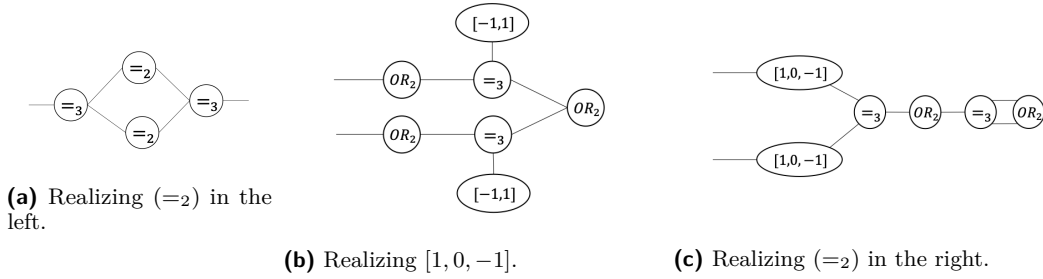 =₃
=₂
=₂
=₃
(a) Realizing (=₂) in the
left.
[-1,1]
OR₂
=₃
OR₂
OR₂
=₃
[-1,1]
(b) Realizing [1, 0, −1].
[1,0, −1]
=₃
OR₂
=₃
OR₂
[1,0, −1]
(c) Realizing (=₂) in the right.